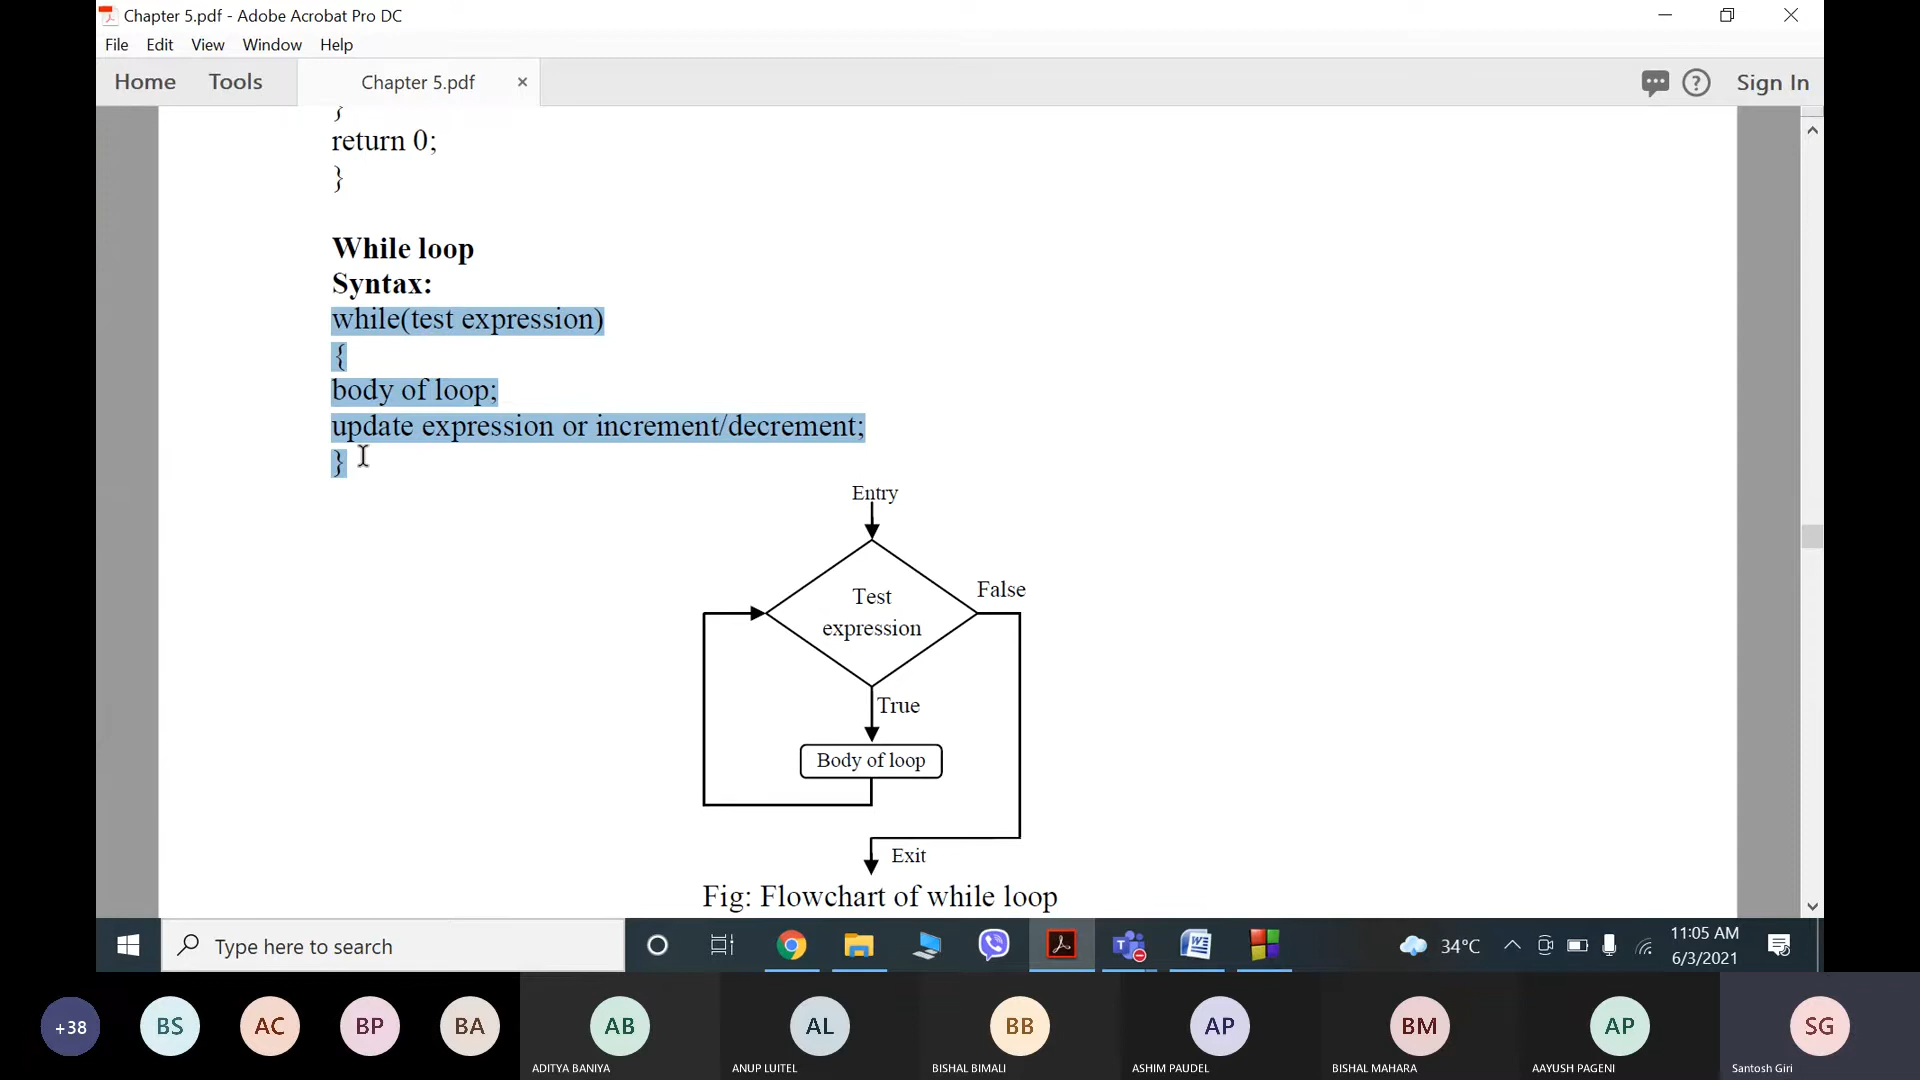 Chapter 5.pdf - Adobe Acrobat Pro DC
File Edit View Window Help
Home Tools Chapter 5.pdf × Sign In
}
return 0;
}
While loop
Syntax:
while(test expression)
{
body of loop;
update expression or increment/decrement;
}
Entry
Test
expression
False
True
Body of loop
Exit
Fig: Flowchart of while loop
Type here to search
34°C
11:05 AM
6/3/2021
+38 BS AC BP BA AB AL BB AP BM AP SG
ADITYA BANIYA ANUP LUITEL BISHAL BIMALI ASHIM PAUDEL BISHAL MAHARA AAYUSH PAGENI Santosh Giri